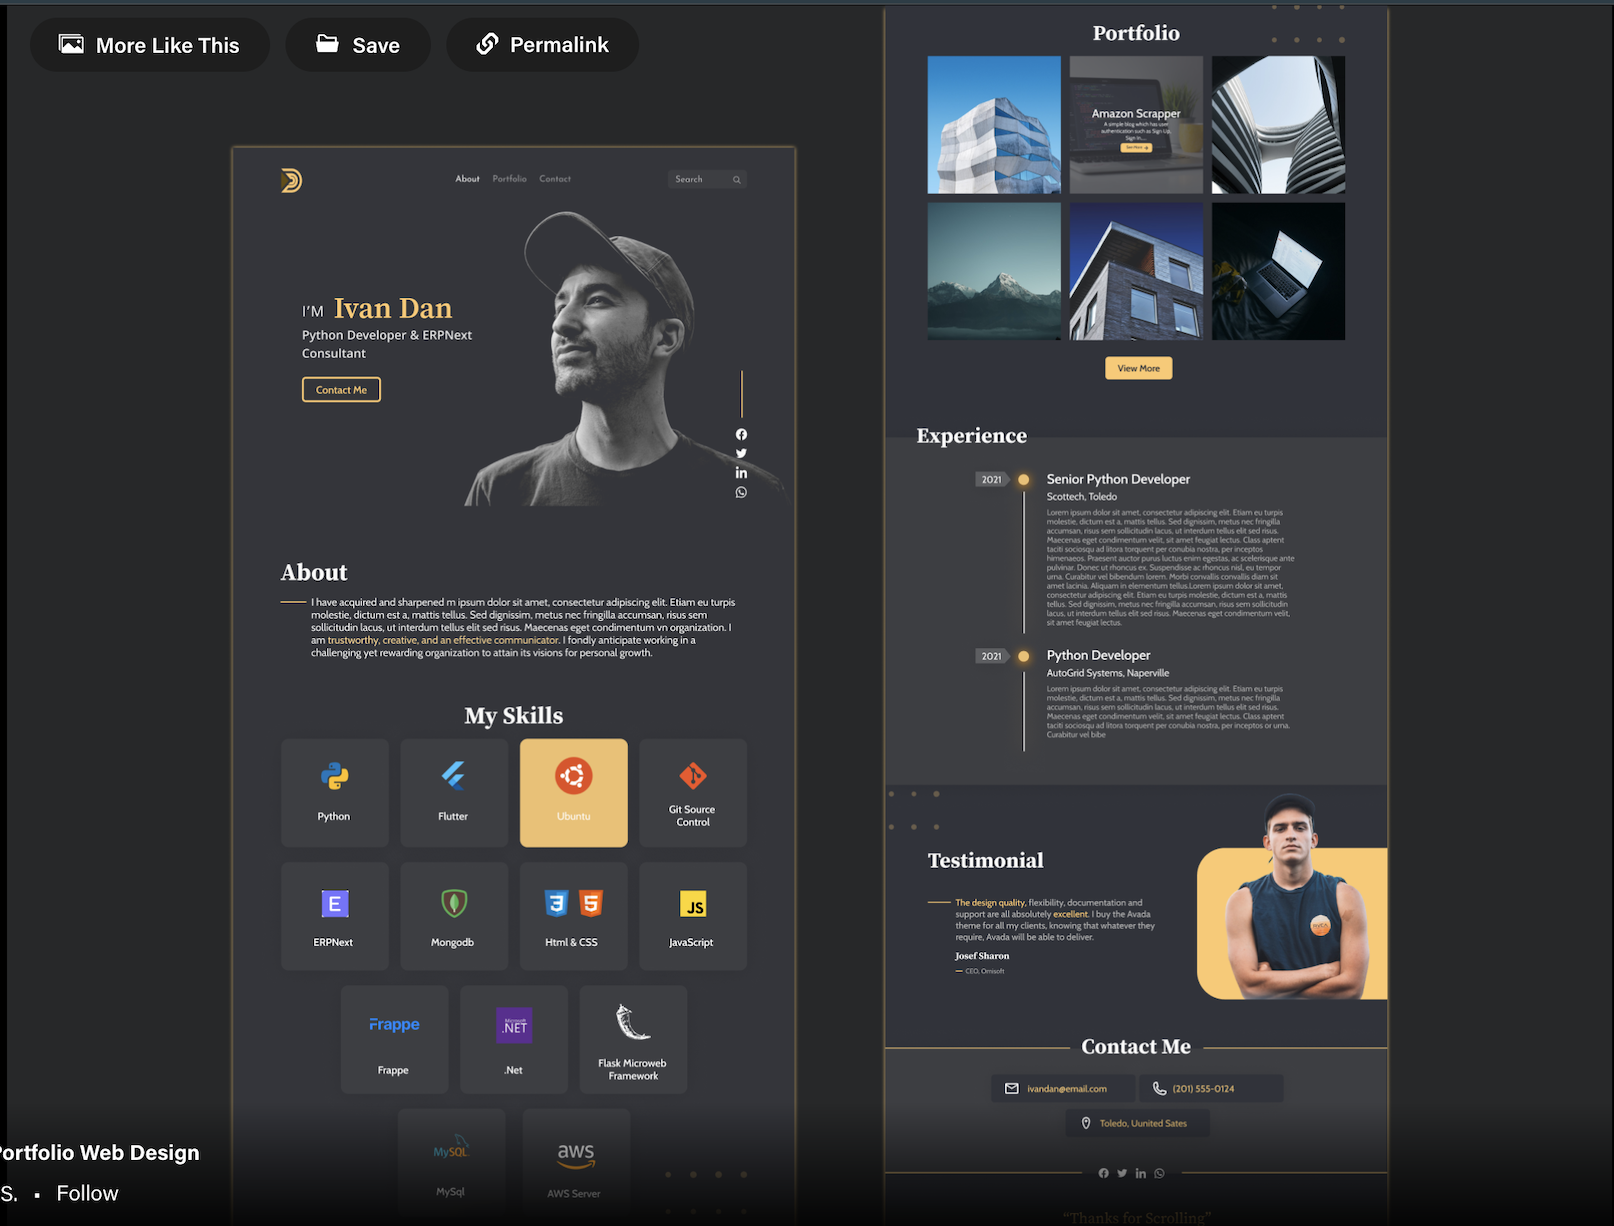 More Like This
Save
Permalink
About
Portfolio
Contact
Search
I'M Ivan Dan
Python Developer & ERPNext
Consultant
Contact Me
About
I have acquired and sharpened m ipsum dolor sit amet, consectetur adipiscing elit. Etiam eu turpis
molestie, dictum est a, mattis tellus. Sed dignissim, metus nec fringilla accumsan, risus sem
sollicitudin lacus, ut interdum tellus elit sed risus. Maecenas eget condimentum vn organization. I
am trustworthy, creative, and an effective communicator. I fondly anticipate working in a
challenging yet rewarding organization to attain its visions for personal growth.
My Skills
Python
Flutter
Ubuntu
Git Source
Control
E
3
5
JS
ERPNext
Mongodb
Html & CSS
JavaScript
Frappe
Microsoft
.NET
Frappe
.Net
Flask Microweb
Framework
MySQL
aws
MySql
AWS Server
Portfolio Web Design
S. • Follow
Portfolio
Amazon Scrapper
A simple blog which has user
authentication such as Sign Up,
Sign In....
See More
View More
Experience
2021
Senior Python Developer
Scottech, Toledo
Lorem ipsum dolor sit amet, consectetur adipiscing elit. Etiam eu turpis
molestie, dictum est a, mattis tellus. Sed dignissim, metus nec fringilla
accumsan, risus sem sollicitudin lacus, ut interdum tellus elit sed risus.
Maecenas eget condimentum velit, sit amet feugiat lectus. Class aptent
taciti sociosqu ad litora torquent per conubia nostra, per inceptos
himenaeos. Praesent auctor purus luctus enim egestas, ac scelerisque ante
pulvinar. Donec ut rhoncus ex. Suspendisse ac rhoncus nisl, eu tempor
urna. Curabitur vel bibendum lorem. Morbi convallis convallis diam sit
amet lacinia. Aliquam in elementum tellus.Lorem ipsum dolor sit amet,
consectetur adipiscing elit. Etiam eu turpis molestie, dictum est a, mattis
tellus. Sed dignissim, metus nec fringilla accumsan, risus sem sollicitudin
lacus, ut interdum tellus elit sed risus. Maecenas eget condimentum velit,
sit amet feugiat lectus.
2021
Python Developer
AutoGrid Systems, Naperville
Lorem ipsum dolor sit amet, consectetur adipiscing elit. Etiam eu turpis
molestie, dictum est a, mattis tellus. Sed dignissim, metus nec fringilla
accumsan, risus sem sollicitudin lacus, ut interdum tellus elit sed risus.
Maecenas eget condimentum velit, sit amet feugiat lectus. Class aptent
taciti sociosqu ad litora torquent per conubia nostra, per inceptos or urna.
Curabitur vel bibe
Testimonial
The design quality, flexibility, documentation and
support are all absolutely excellent. I buy the Avada
theme for all my clients, knowing that whatever they
require, Avada will be able to deliver.
Josef Sharon
— CEO, Omisoft
Contact Me
ivandan@email.com
(201) 555-0124
Toledo, Uunited Sates
"Thanks for Scrolling"